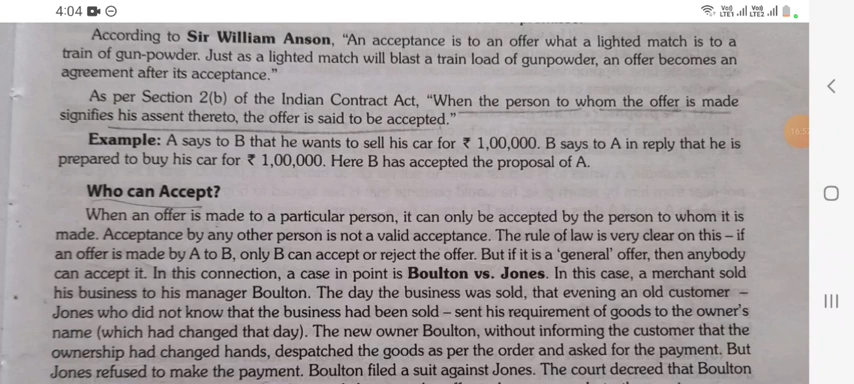 4:04
Vo) LTE1 Vo) LTE2
According to Sir William Anson, “An acceptance is to an offer what a lighted match is to a
train of gun-powder. Just as a lighted match will blast a train load of gunpowder, an offer becomes an
agreement after its acceptance.”
As per Section 2(b) of the Indian Contract Act, “When the person to whom the offer is made
signifies his assent thereto, the offer is said to be accepted.”
Example: A says to B that he wants to sell his car for ₹ 1,00,000. B says to A in reply that he is
prepared to buy his car for ₹ 1,00,000. Here B has accepted the proposal of A.
Who can Accept?
When an offer is made to a particular person, it can only be accepted by the person to whom it is
made. Acceptance by any other person is not a valid acceptance. The rule of law is very clear on this – if
an offer is made by A to B, only B can accept or reject the offer. But if it is a ‘general’ offer, then anybody
can accept it. In this connection, a case in point is Boulton vs. Jones. In this case, a merchant sold
his business to his manager Boulton. The day the business was sold, that evening an old customer –
Jones who did not know that the business had been sold – sent his requirement of goods to the owner’s
name (which had changed that day). The new owner Boulton, without informing the customer that the
ownership had changed hands, despatched the goods as per the order and asked for the payment. But
Jones refused to make the payment. Boulton filed a suit against Jones. The court decreed that Boulton